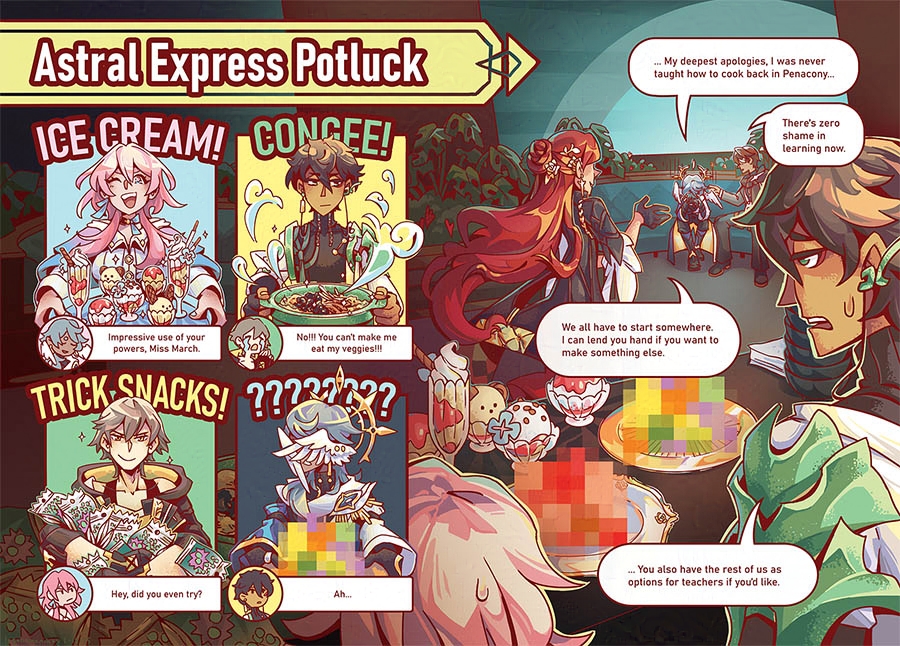 Astral Express Potluck
ICE CREAM!
Impressive use of your
powers, Miss March.
CONGEE!
No!!! You can't make me
eat my veggies!!!
TRICK SNACKS!
Hey, did you even try?
????????
Ah...
... My deepest apologies, I was never
taught how to cook back in Penacony...
There's zero
shame in
learning now.
We all have to start somewhere.
I can lend you hand if you want to
make something else.
... You also have the rest of us as
options for teachers if you'd like.